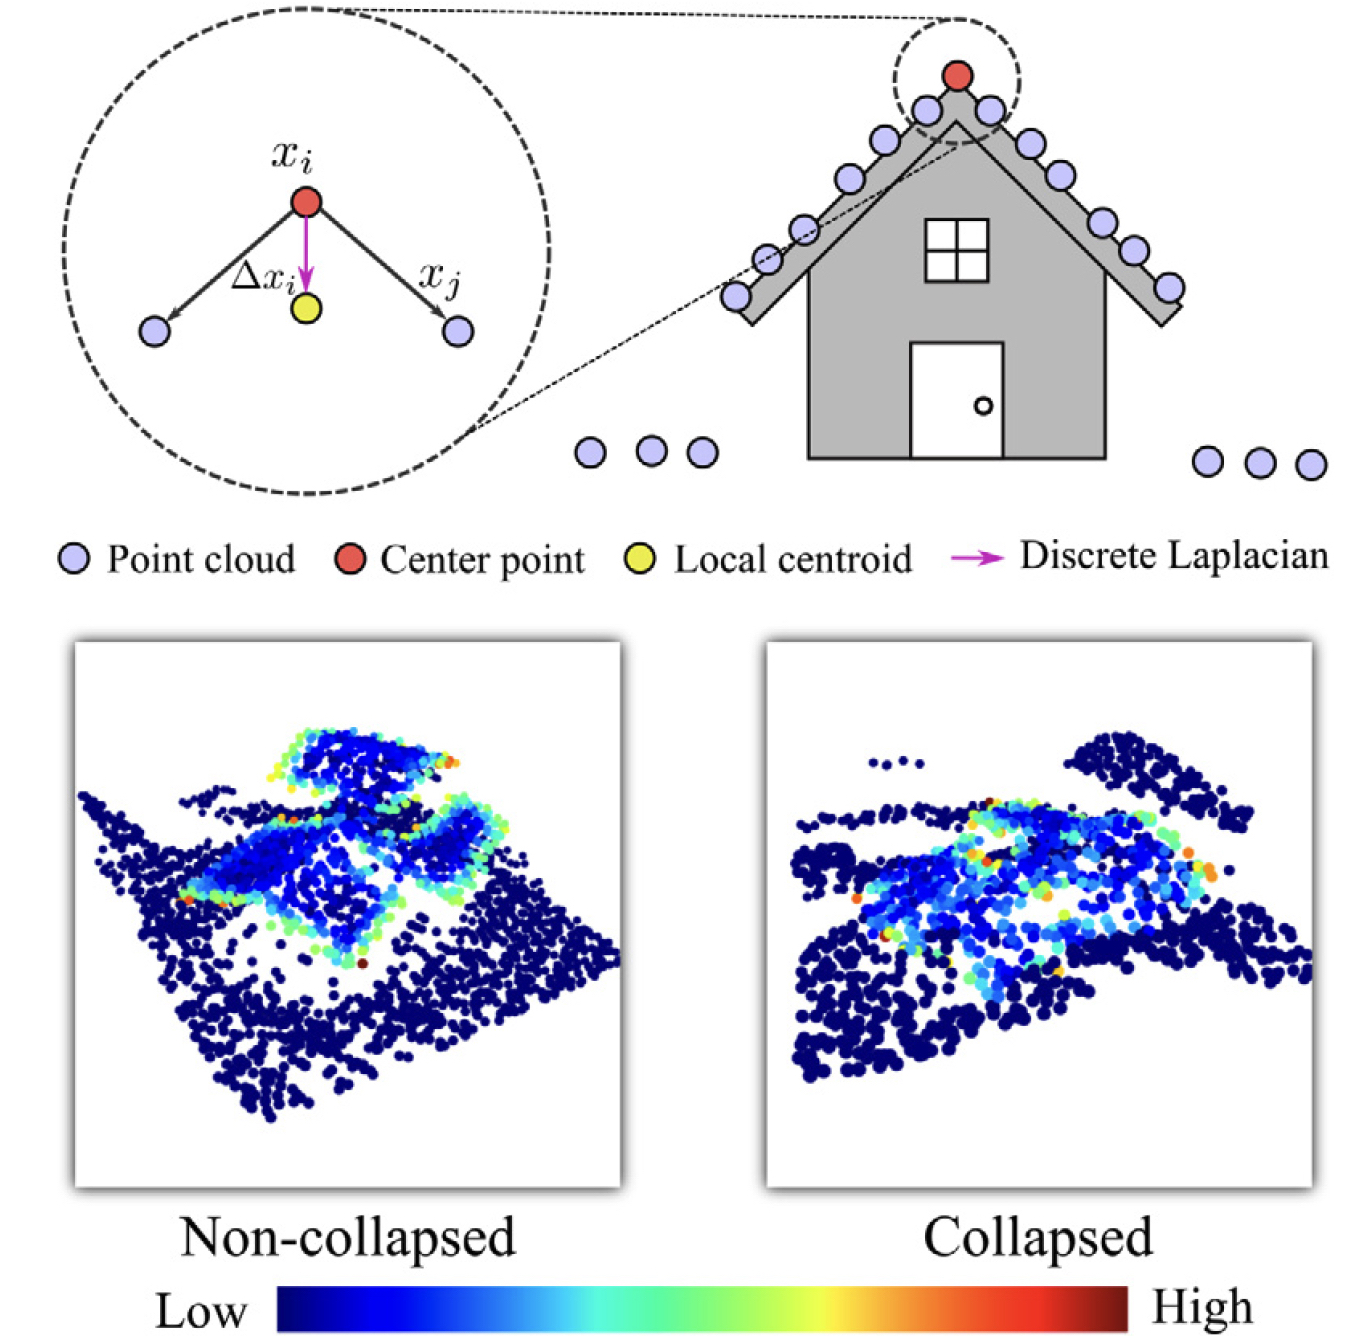 x_i
Δx_i
x_j
Point cloud Center point Local centroid Discrete Laplacian
Non-collapsed Collapsed
Low High